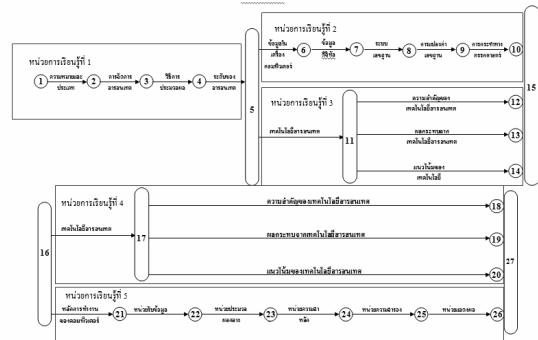 หน่วยการเรียนรู้ที่ 1
1
ความหมายและ
ประเภท
2
การจัดการ
สารสนเทศ
3
วิธีการ
ประมวลผล
4
ระดับของ
สารสนเทศ
5
หน่วยการเรียนรู้ที่ 2
ข้อมูลใน
เครื่อง
คอมพิวเตอร์
6
ข้อมูล
7
ระบบ
เลขฐาน
8
การแปลงค่า
เลขฐาน
9
การกระทำทาง
ตรรกศาสตร์
10
15
หน่วยการเรียนรู้ที่ 3
เทคโนโลยีสารสนเทศ
11
ความสำคัญของ
เทคโนโลยีสารสนเทศ
12
ผลกระทบจาก
เทคโนโลยีสารสนเทศ
13
แนวโน้มของ
เทคโนโลยี
14
หน่วยการเรียนรู้ที่ 4
16
เทคโนโลยีสารสนเทศ
17
ความสำคัญของเทคโนโลยีสารสนเทศ
18
ผลกระทบจากเทคโนโลยีสารสนเทศ
19
แนวโน้มของเทคโนโลยีสารสนเทศ
20
27
หน่วยการเรียนรู้ที่ 5
หลักการทำงาน
ของคอมพิวเตอร์
21
หน่วยรับข้อมูล
22
หน่วยประมวล
ผลกลาง
23
หน่วยความจำ
หลัก
24
หน่วยความจำรอง
25
หน่วยแสดงผล
26